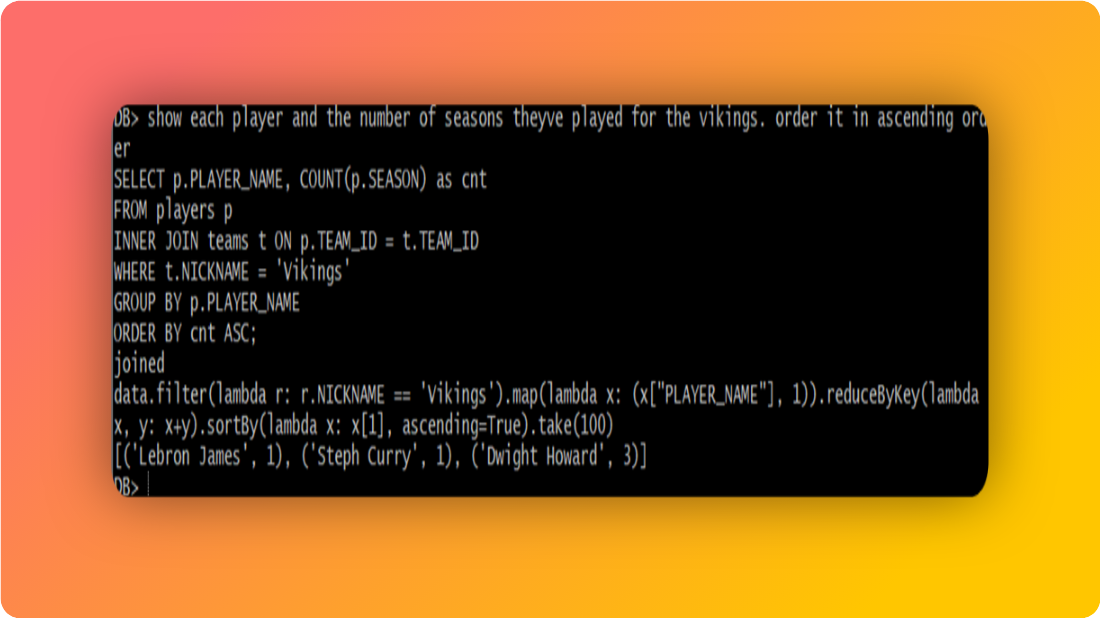 DB> show each player and the number of seasons theyve played for the vikings. order it in ascending ord
er
SELECT p.PLAYER_NAME, COUNT(p.SEASON) as cnt
FROM players p
INNER JOIN teams t ON p.TEAM_ID = t.TEAM_ID
WHERE t.NICKNAME = 'Vikings'
GROUP BY p.PLAYER_NAME
ORDER BY cnt ASC;
joined
data.filter(lambda r: r.NICKNAME == 'Vikings').map(lambda x: (x["PLAYER_NAME"], 1)).reduceByKey(lambda
x, y: x+y).sortBy(lambda x: x[1], ascending=True).take(100)
[('Lebron James', 1), ('Steph Curry', 1), ('Dwight Howard', 3)]
DB>